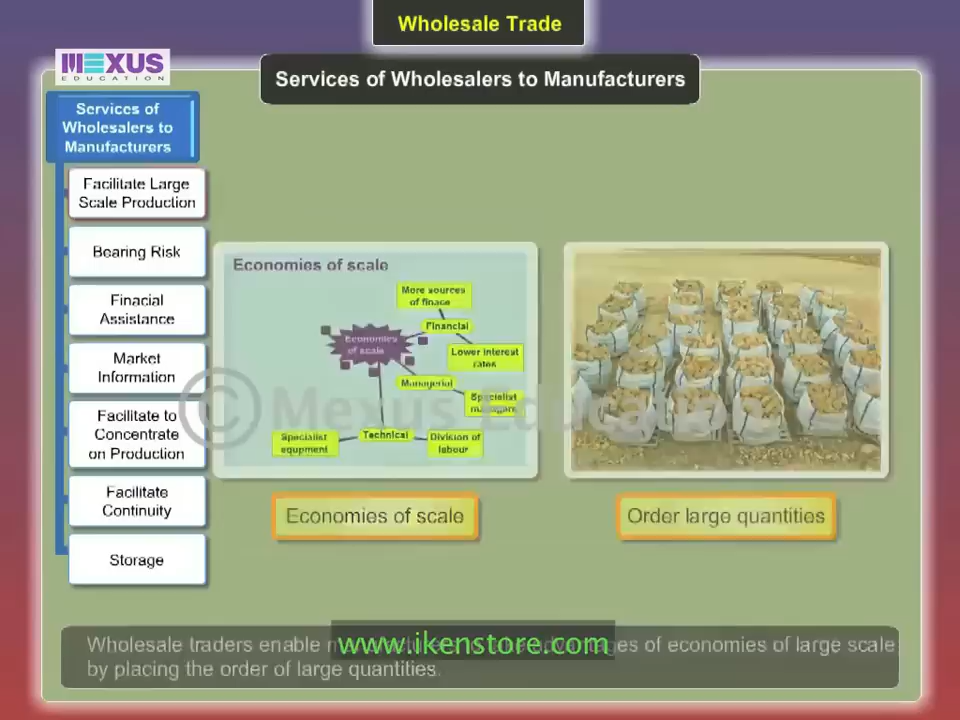 Wholesale Trade
MEXUS
EDUCATION
Services of Wholesalers to Manufacturers
Services of
Wholesalers to
Manufacturers
Facilitate Large
Scale Production
Bearing Risk
Finacial
Assistance
Market
Information
Facilitate to
Concentrate
on Production
Facilitate
Continuity
Storage
Economies of scale
More sources
of finace
Financial
Economies
of scale
Lower interest
rates
Managerial
Specialist
managers
Technical
Specialist
equpment
Division of
labour
© Mexus Education
Economies of scale
Order large quantities
Wholesale traders enable advantages of economies of large scale
by placing the order of large quantities.
www.ikenstore.com